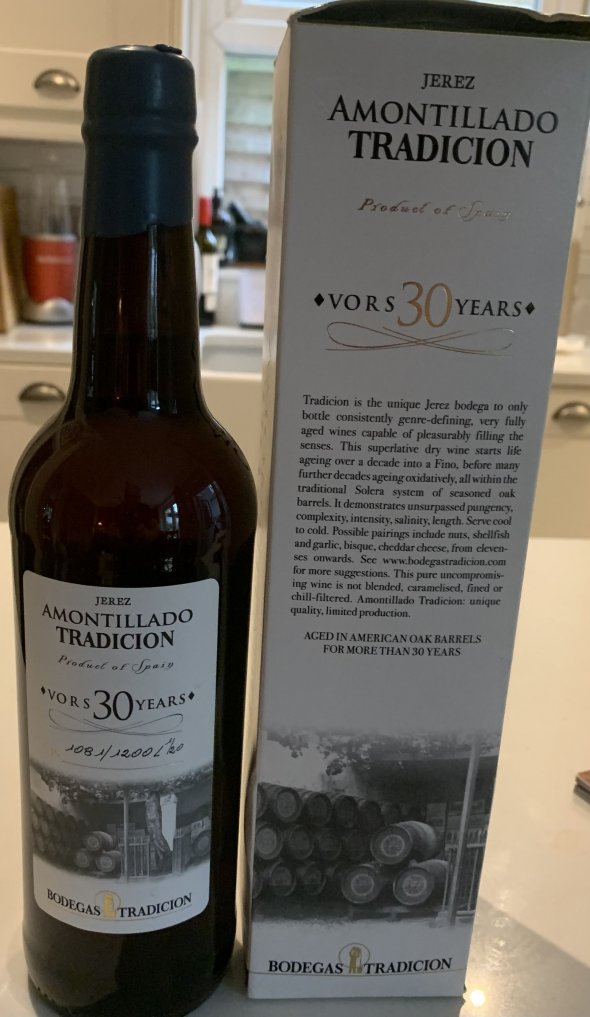 JEREZ
AMONTILLADO
TRADICION
Product of Spain
VORS 30 YEARS
1081/1200
BODEGAS TRADICION
JEREZ
AMONTILLADO
TRADICION
Product of Spain
VORS 30 YEARS
Tradicion is the unique Jerez bodega to only
bottle consistently genre-defining, very fully
aged wines capable of pleasurably filling the
senses. This superlative dry wine starts life
ageing over a decade into a Fino, before many
further decades ageing oxidatively, all within the
traditional Solera system of seasoned oak
barrels. It demonstrates unsurpassed pungency,
complexity, intensity, salinity, length. Serve cool
to cold. Possible pairings include nuts, shellfish
and garlic, bisque, cheddar cheese, from eleven-
ses onwards. See www.bodegastradicion.com
for more suggestions. This pure uncompromis-
ing wine is not blended, caramelised, fined or
chill-filtered. Amontillado Tradicion: unique
quality, limited production.
AGED IN AMERICAN OAK BARRELS
FOR MORE THAN 30 YEARS
BODEGAS TRADICION